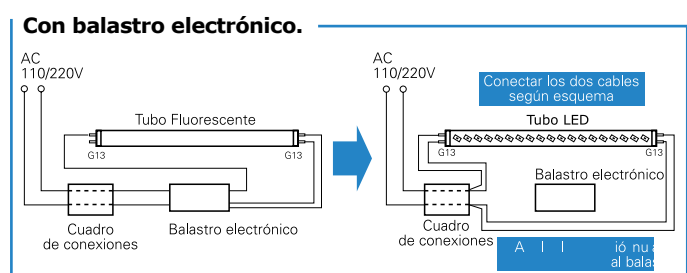 Con balastro electrónico.
AC
110/220V
Tubo Fluorescente
G13
G13
Cuadro
de conexiones
Balastro electrónico
AC
110/220V
Conectar los dos cables
según esquema
Tubo LED
G13
G13
Balastro electrónico
Cuadro
de conexiones
al